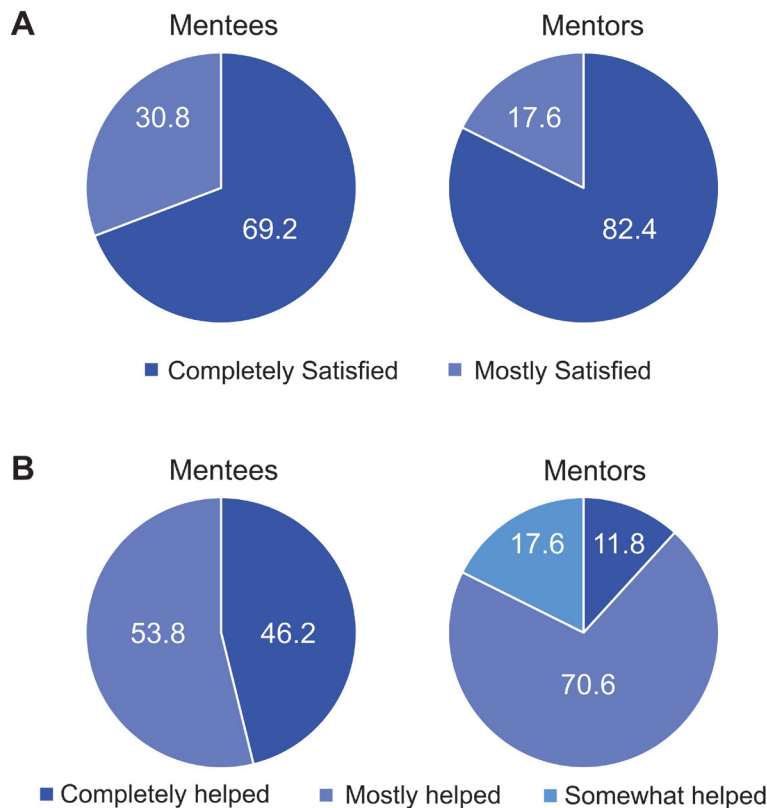 A
Mentees Mentors
30.8 17.6
69.2 82.4
Completely Satisfied Mostly Satisfied
B
Mentees Mentors
17.6 11.8
53.8 46.2
70.6
Completely helped Mostly helped Somewhat helped